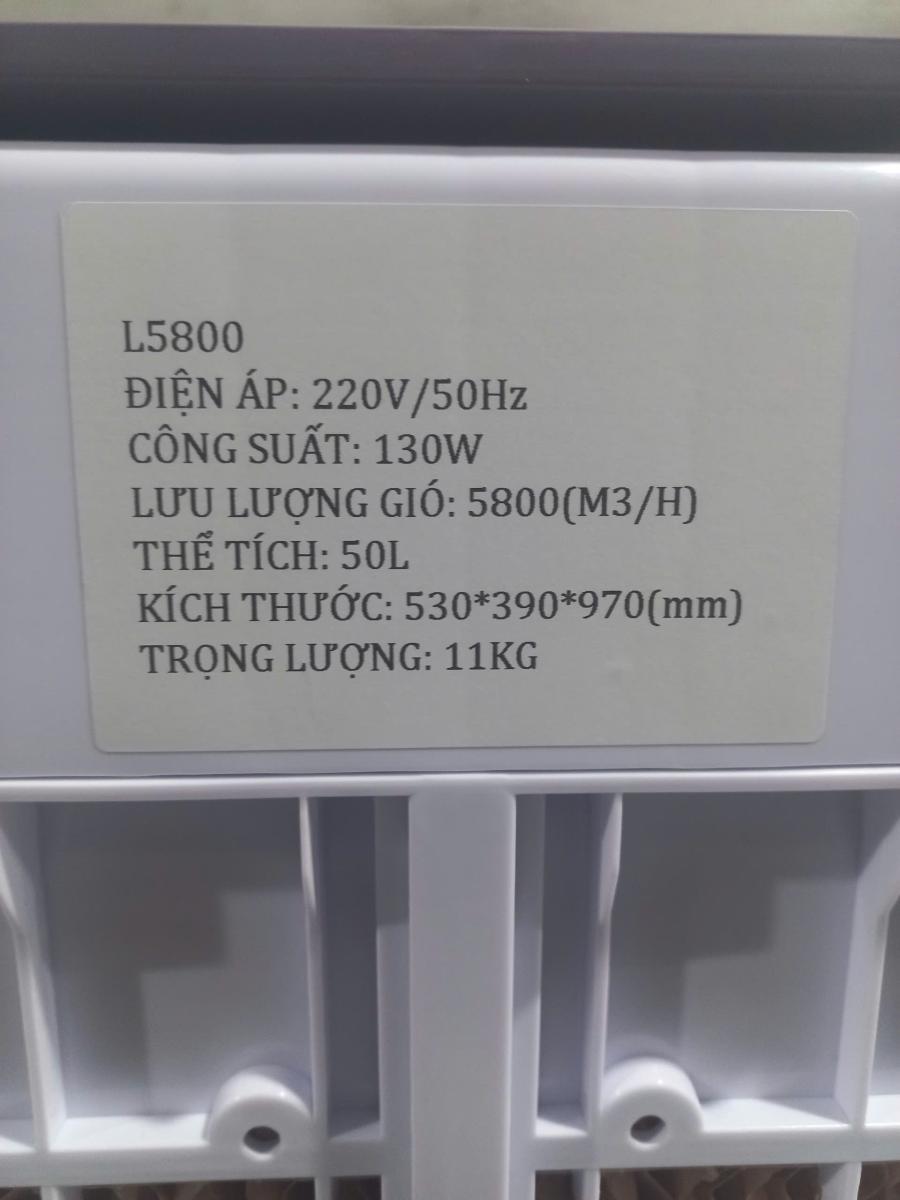 L5800
ĐIỆN ÁP: 220V/50Hz
CÔNG SUẤT: 130W
LƯU LƯỢNG GIÓ: 5800(M3/H)
THỂ TÍCH: 50L
KÍCH THƯỚC: 530*390*970(mm)
TRỌNG LƯỢNG: 11KG